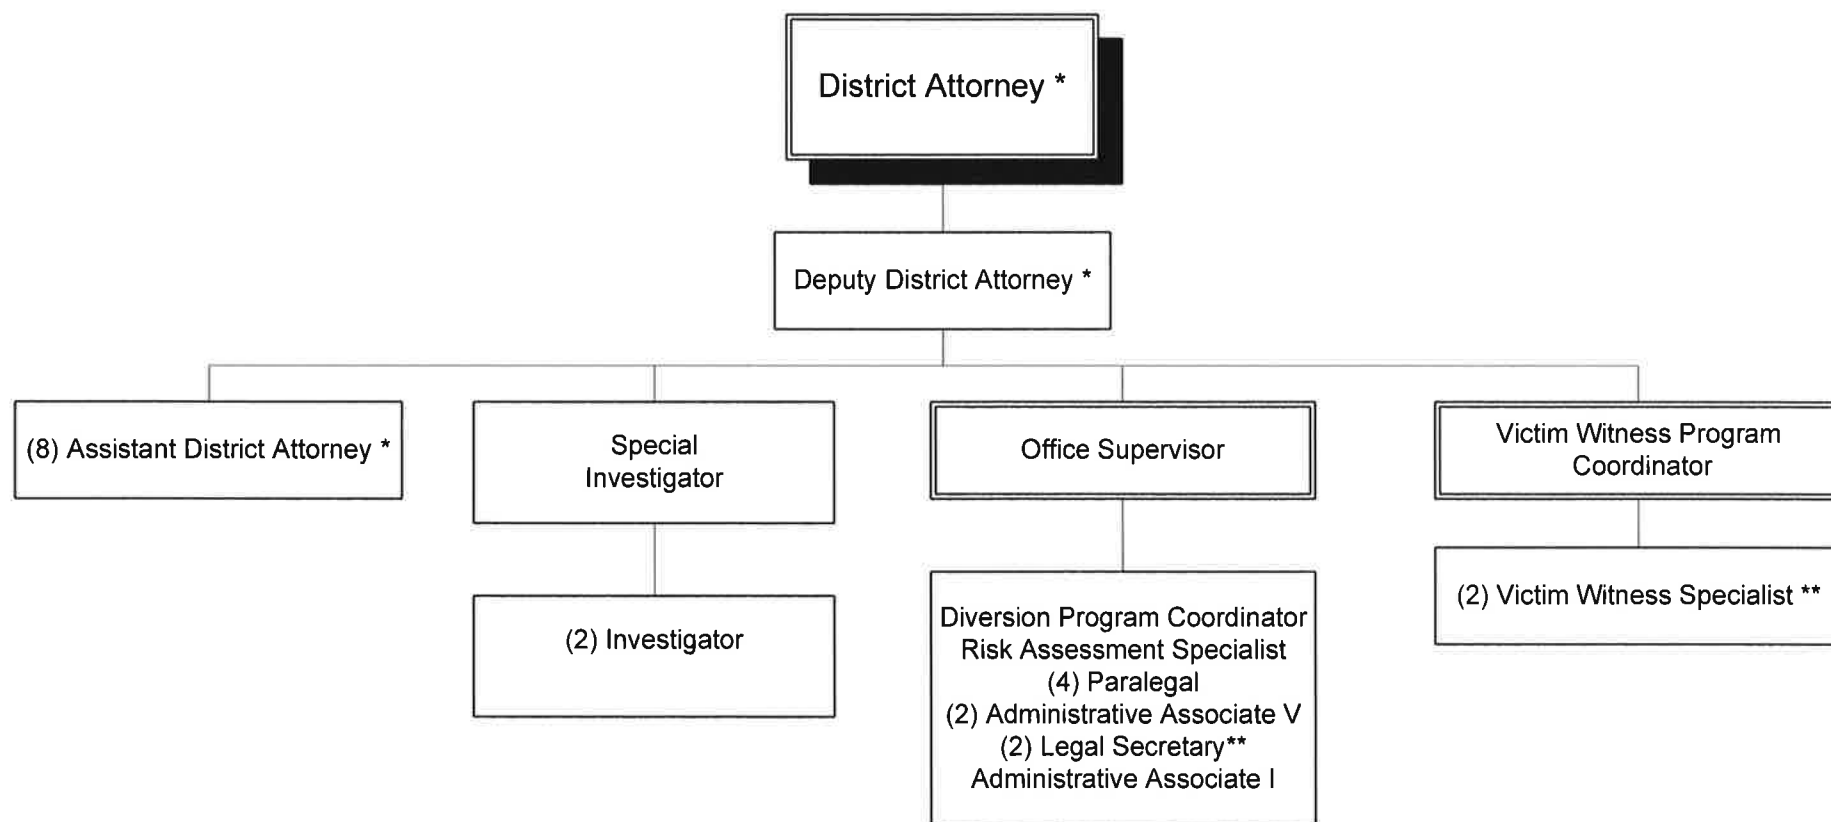 District Attorney *
Deputy District Attorney *
(8) Assistant District Attorney *
Special
Investigator
Office Supervisor
Victim Witness Program
Coordinator
(2) Investigator
Diversion Program Coordinator
Risk Assessment Specialist
(4) Paralegal
(2) Administrative Associate V
(2) Legal Secretary**
Administrative Associate I
(2) Victim Witness Specialist **